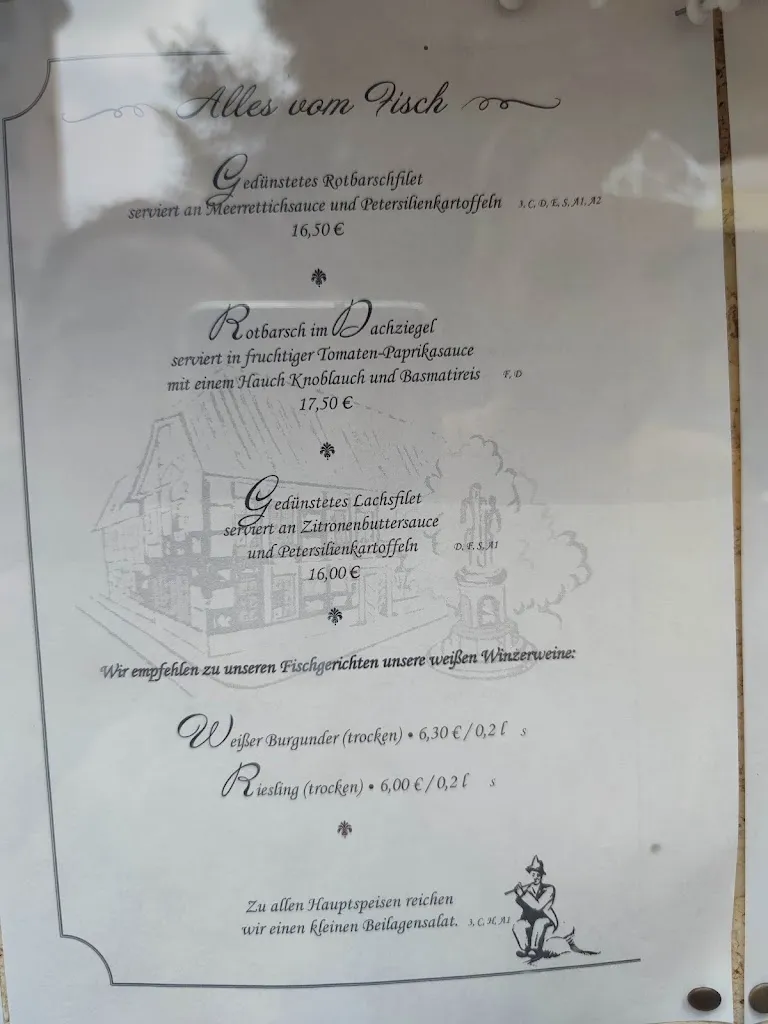 Alles vom Fisch
Gedünstetes Rotbarschfilet
serviert an Meerrettichsauce und Petersilienkartoffeln 3, C, D, E, S, A1, A2
16,50 €
Rotbarsch im Dachziegel
serviert in fruchtiger Tomaten-Paprikasauce
mit einem Hauch Knoblauch und Basmatireis F, D
17,50 €
Gedünstetes Lachsfilet
serviert an Zitronenbuttersauce
und Petersilienkartoffeln D, F, S, A1
16,00 €
Wir empfehlen zu unseren Fischgerichten unsere weißen Winzerweine:
Weißer Burgunder (trocken) • 6,30 € / 0,2 l s
Riesling (trocken) • 6,00 € / 0,2 l s
Zu allen Hauptspeisen reichen
wir einen kleinen Beilagensalat. 3, C, H, A1